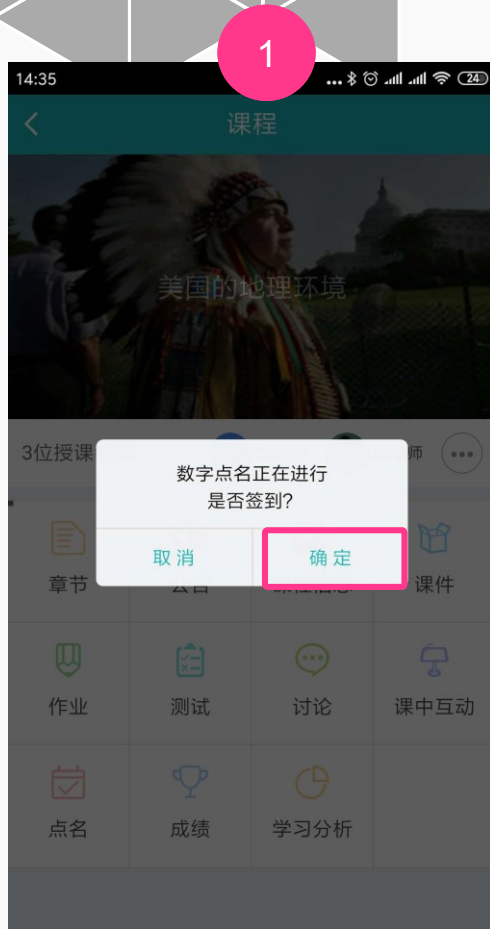 1
14:35
24
课程
美国的地理环境
3位授课
师
数字点名正在进行
是否签到?
取消
确定
章节
公告
课程信息
课件
作业
测试
讨论
课中互动
点名
成绩
学习分析